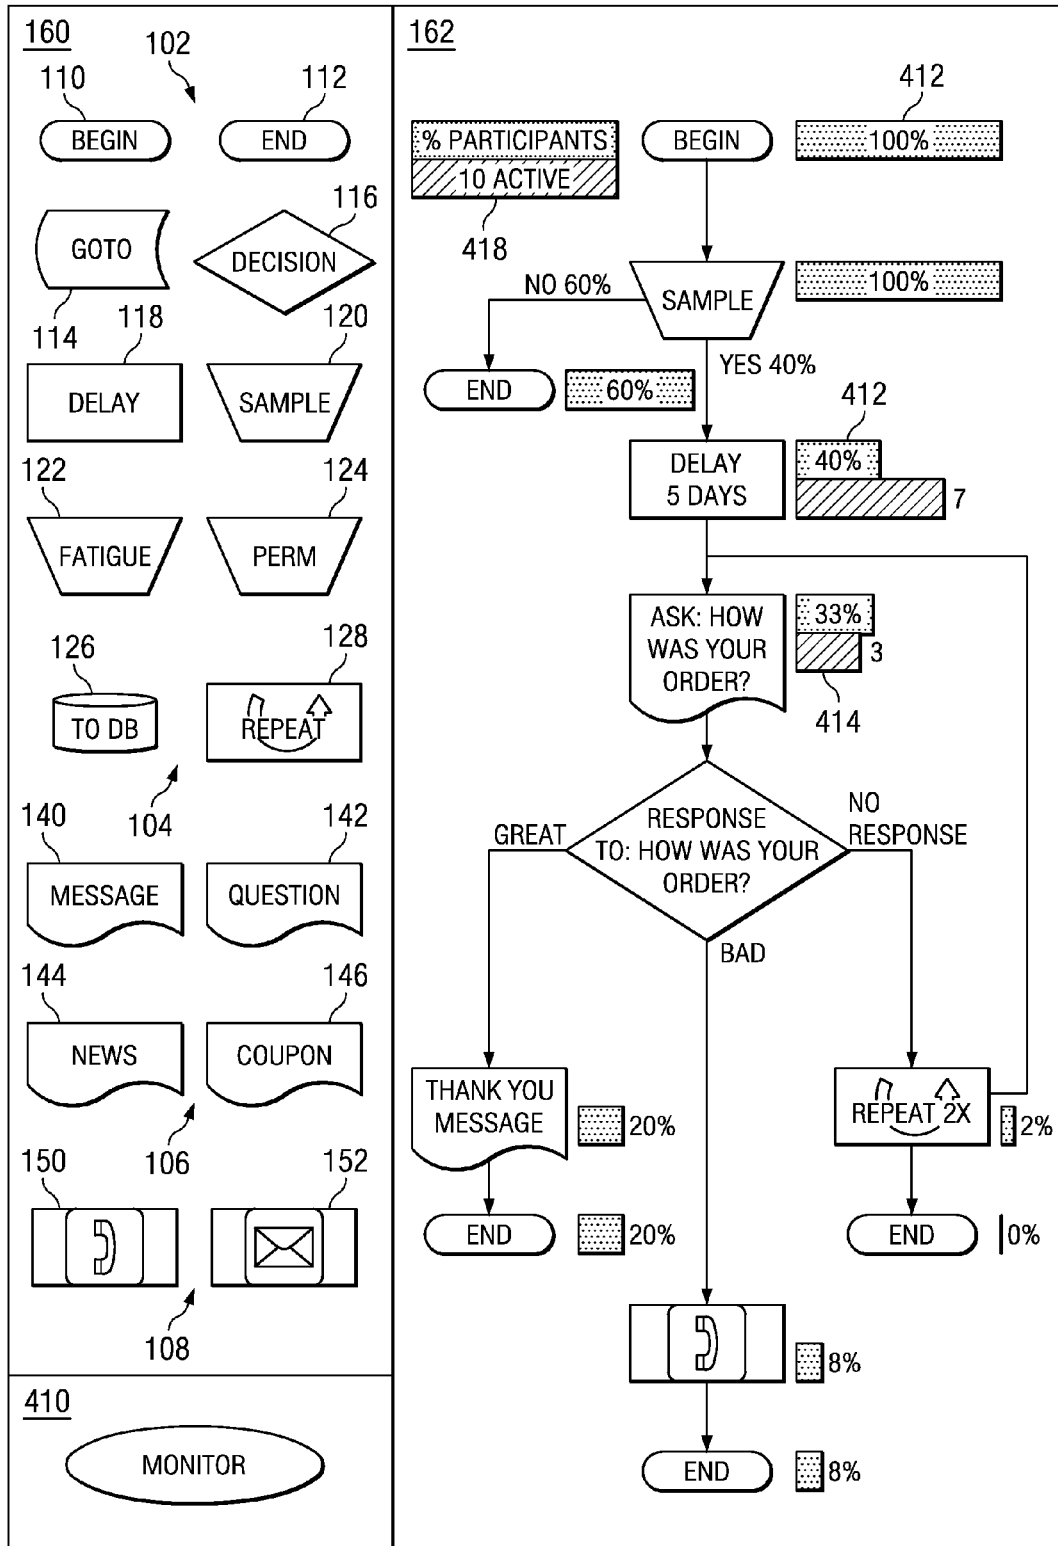 160
102
110
112
BEGIN
END
116
GOTO
DECISION
114
118
120
DELAY
SAMPLE
122
124
FATIGUE
PERM
126
128
TO DB
REPEAT
104
140
142
MESSAGE
QUESTION
144
146
NEWS
COUPON
106
150
152
108
410
MONITOR
162
412
% PARTICIPANTS
BEGIN
100%
10 ACTIVE
418
NO 60%
SAMPLE
100%
YES 40%
END
60%
412
DELAY
5 DAYS
40%
7
ASK: HOW
WAS YOUR
ORDER?
33%
3
414
GREAT
RESPONSE
TO: HOW WAS YOUR
ORDER?
NO
RESPONSE
BAD
THANK YOU
MESSAGE
20%
REPEAT 2X
2%
END
20%
END
0%
8%
END
8%